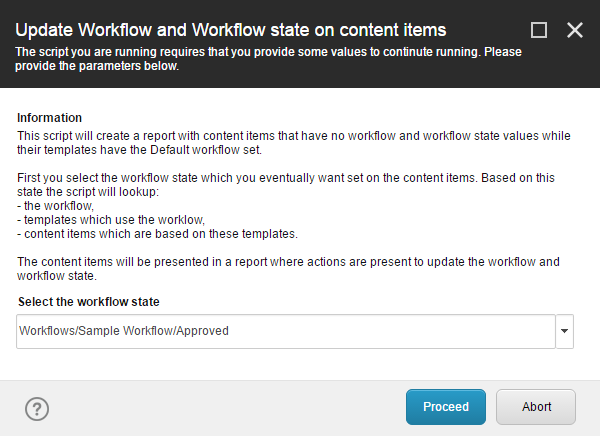 Update Workflow and Workflow state on content items
The script you are running requires that you provide some values to continute running. Please
provide the parameters below.
Information
This script will create a report with content items that have no workflow and workflow state values while
their templates have the Default workflow set.
First you select the workflow state which you eventually want set on the content items. Based on this
state the script will lookup:
- the workflow,
- templates which use the worklow,
- content items which are based on these templates.
The content items will be presented in a report where actions are present to update the workflow and
workflow state.
Select the workflow state
Workflows/Sample Workflow/Approved
?
Proceed
Abort